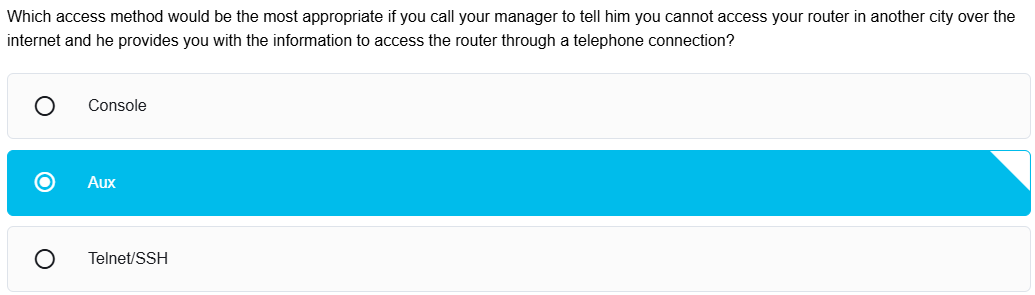 Which access method would be the most appropriate if you call your manager to tell him you cannot access your router in another city over the
internet and he provides you with the information to access the router through a telephone connection?
Console
Aux
Telnet/SSH